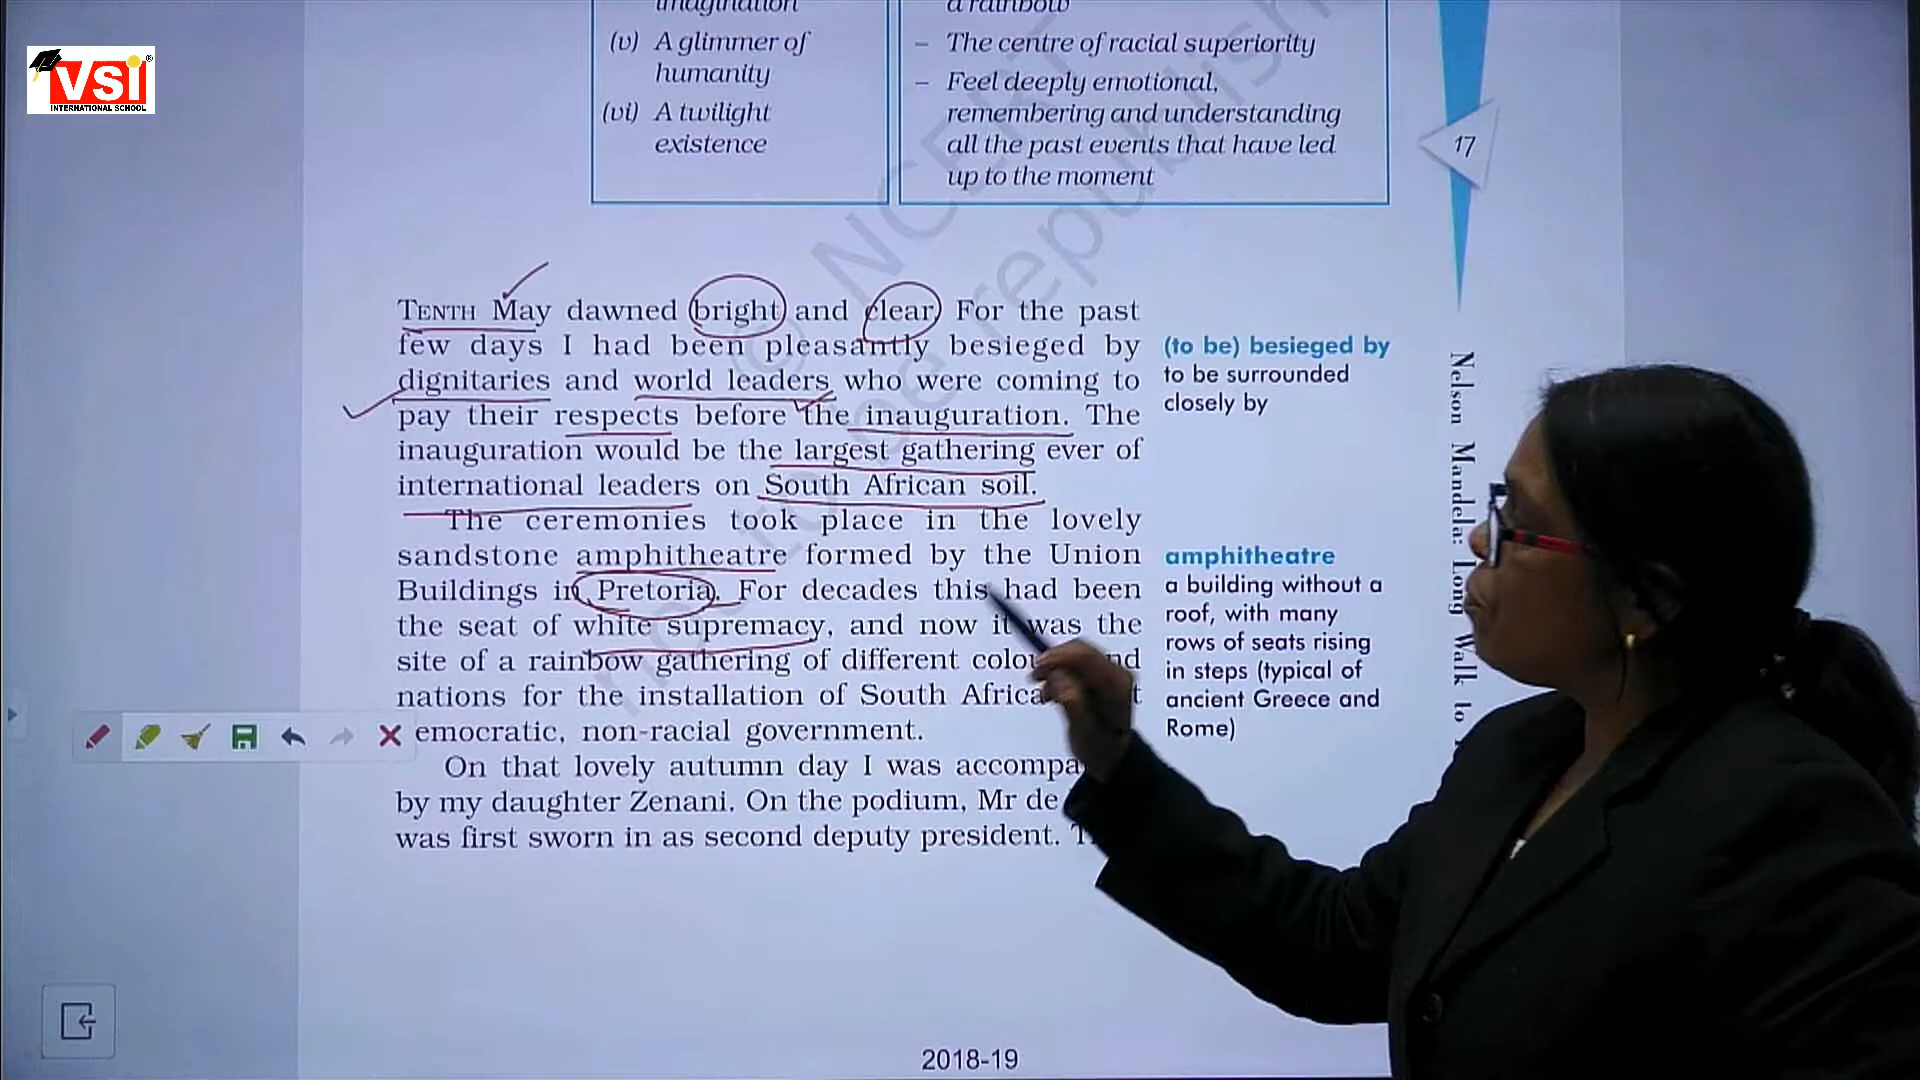 VSI
INTERNATIONAL SCHOOL
imagination
(v) A glimmer of
humanity
(vi) A twilight
existence
a rainbow
– The centre of racial superiority
– Feel deeply emotional,
remembering and understanding
all the past events that have led
up to the moment
17
© NCERT
not to be republished
TENTH May dawned bright and clear. For the past
few days I had been pleasantly besieged by
dignitaries and world leaders who were coming to
pay their respects before the inauguration. The
inauguration would be the largest gathering ever of
international leaders on South African soil.
The ceremonies took place in the lovely
sandstone amphitheatre formed by the Union
Buildings in Pretoria. For decades this had been
the seat of white supremacy, and now it was the
site of a rainbow gathering of different colou nd
nations for the installation of South Africa t
emocratic, non-racial government.
On that lovely autumn day I was accompa
by my daughter Zenani. On the podium, Mr de
was first sworn in as second deputy president. T
(to be) besieged by
to be surrounded
closely by
amphitheatre
a building without a
roof, with many
rows of seats rising
in steps (typical of
ancient Greece and
Rome)
Nelson Mandela: Long Walk to
2018-19